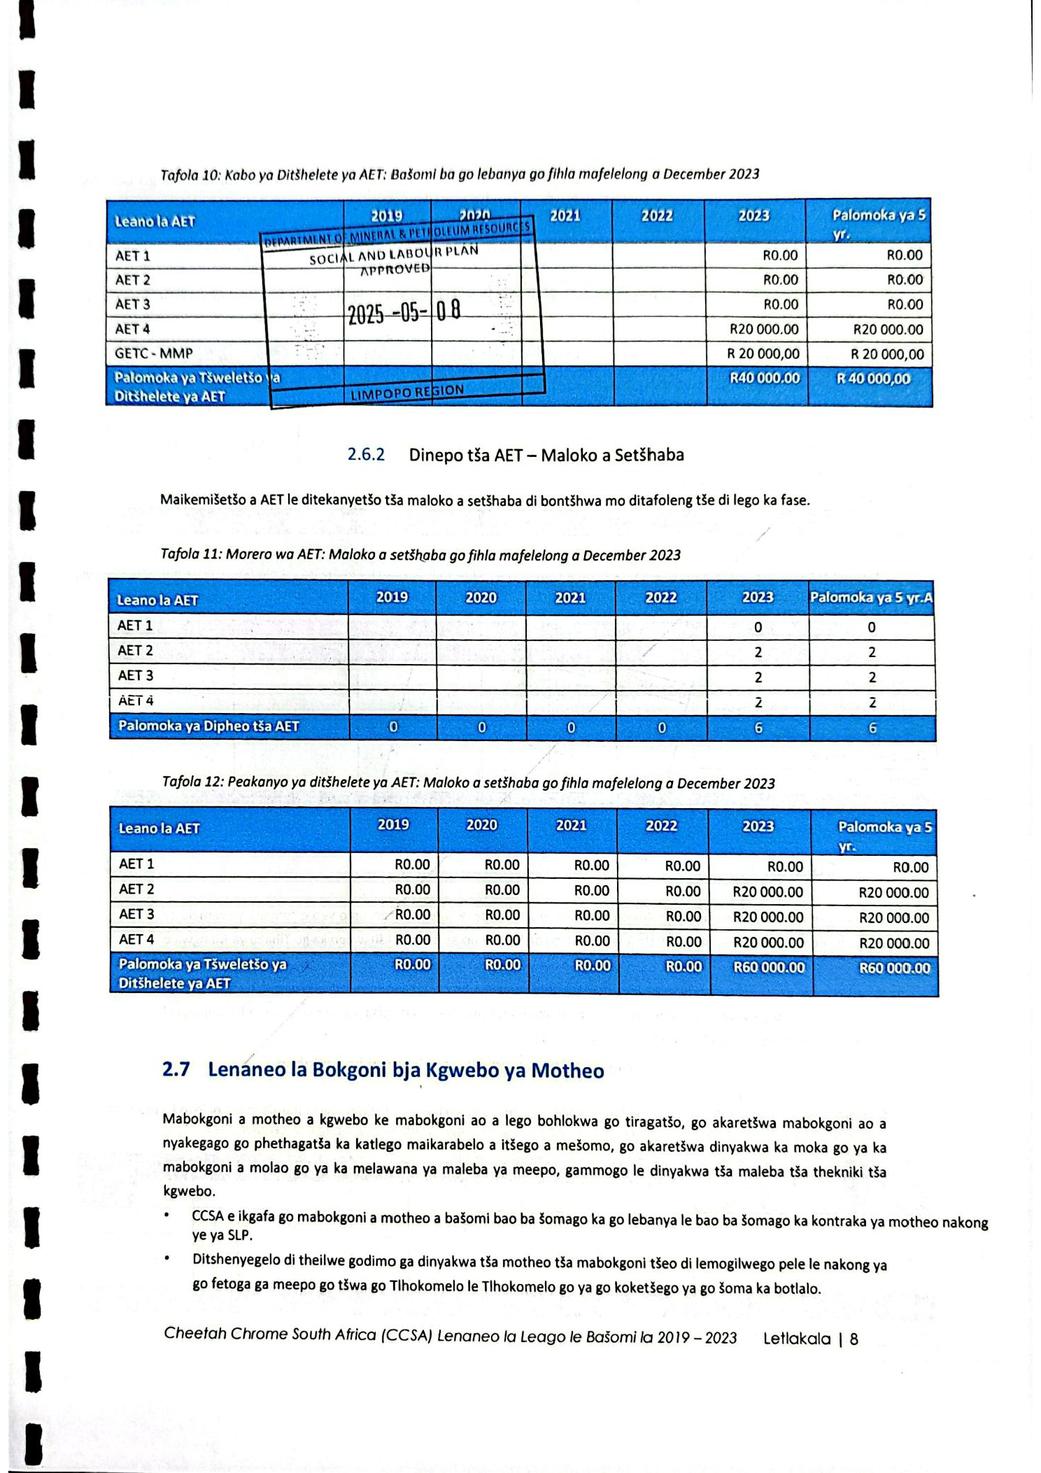 Tafola 10: Kabo ya Ditšhelete ya AET: Bašomi ba go lebanya go fihla mafelelong a December 2023
Leano la AET 2019 2020 2021 2022 2023 Palomoka ya 5 yr.
DEPARTMENT OF MINERAL & PETROLEUM RESOURCES
SOCIAL AND LABOUR PLAN
APPROVED
2025-05-08
LIMPOPO REGION
AET 1 R0.00 R0.00
AET 2 R0.00 R0.00
AET 3 R0.00 R0.00
AET 4 R20 000.00 R20 000.00
GETC - MMP R 20 000,00 R 20 000,00
Palomoka ya Tšweletšo ya Ditšhelete ya AET R40 000.00 R 40 000,00
2.6.2 Dinepo tša AET – Maloko a Setšhaba
Maikemišetšo a AET le ditekanyetšo tša maloko a setšhaba di bontšhwa mo ditafoleng tše di lego ka fase.
Tafola 11: Morero wa AET: Maloko a setšhaba go fihla mafelelong a December 2023
Leano la AET 2019 2020 2021 2022 2023 Palomoka ya 5 yr.A
AET 1 0 0
AET 2 2 2
AET 3 2 2
AET 4 2 2
Palomoka ya Dipheo tša AET 0 0 0 0 6 6
Tafola 12: Peakanyo ya ditšhelete ya AET: Maloko a setšhaba go fihla mafelelong a December 2023
Leano la AET 2019 2020 2021 2022 2023 Palomoka ya 5 yr.
AET 1 R0.00 R0.00 R0.00 R0.00 R0.00 R0.00
AET 2 R0.00 R0.00 R0.00 R0.00 R20 000.00 R20 000.00
AET 3 R0.00 R0.00 R0.00 R0.00 R20 000.00 R20 000.00
AET 4 R0.00 R0.00 R0.00 R0.00 R20 000.00 R20 000.00
Palomoka ya Tšweletšo ya Ditšhelete ya AET R0.00 R0.00 R0.00 R0.00 R60 000.00 R60 000.00
2.7 Lenaneo la Bokgoni bja Kgwebo ya Motheo
Mabokgoni a motheo a kgwebo ke mabokgoni ao a lego bohlokwa go tiragatšo, go akaretšwa mabokgoni ao a
nyakegago go phethagatša ka katlego maikarabelo a itšego a mešomo, go akaretšwa dinyakwa ka moka go ya ka
mabokgoni a molao go ya ka melawana ya maleba ya meepo, gammogo le dinyakwa tša maleba tša thekniki tša
kgwebo.
• CCSA e ikgafa go mabokgoni a motheo a bašomi bao ba šomago ka go lebanya le bao ba šomago ka kontraka ya motheo nakong
ye ya SLP.
• Ditshenyegelo di theilwe godimo ga dinyakwa tša motheo tša mabokgoni tšeo di lemogilwego pele le nakong ya
go fetoga ga meepo go tšwa go Tlhokomelo le Tlhokomelo go ya go koketšego ya go šoma ka botlalo.
Cheetah Chrome South Africa (CCSA) Lenaneo la Leago le Bašomi la 2019 – 2023 Letlakala | 8